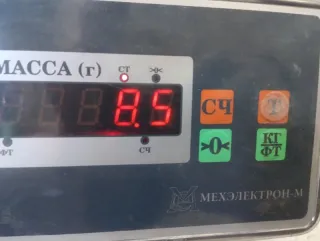 МАССА (г)
СТ >0<
8.5
СЧ Т
ФТ СЧ
>0< КГ
ФТ
МЕХЭЛЕКТРОН-М